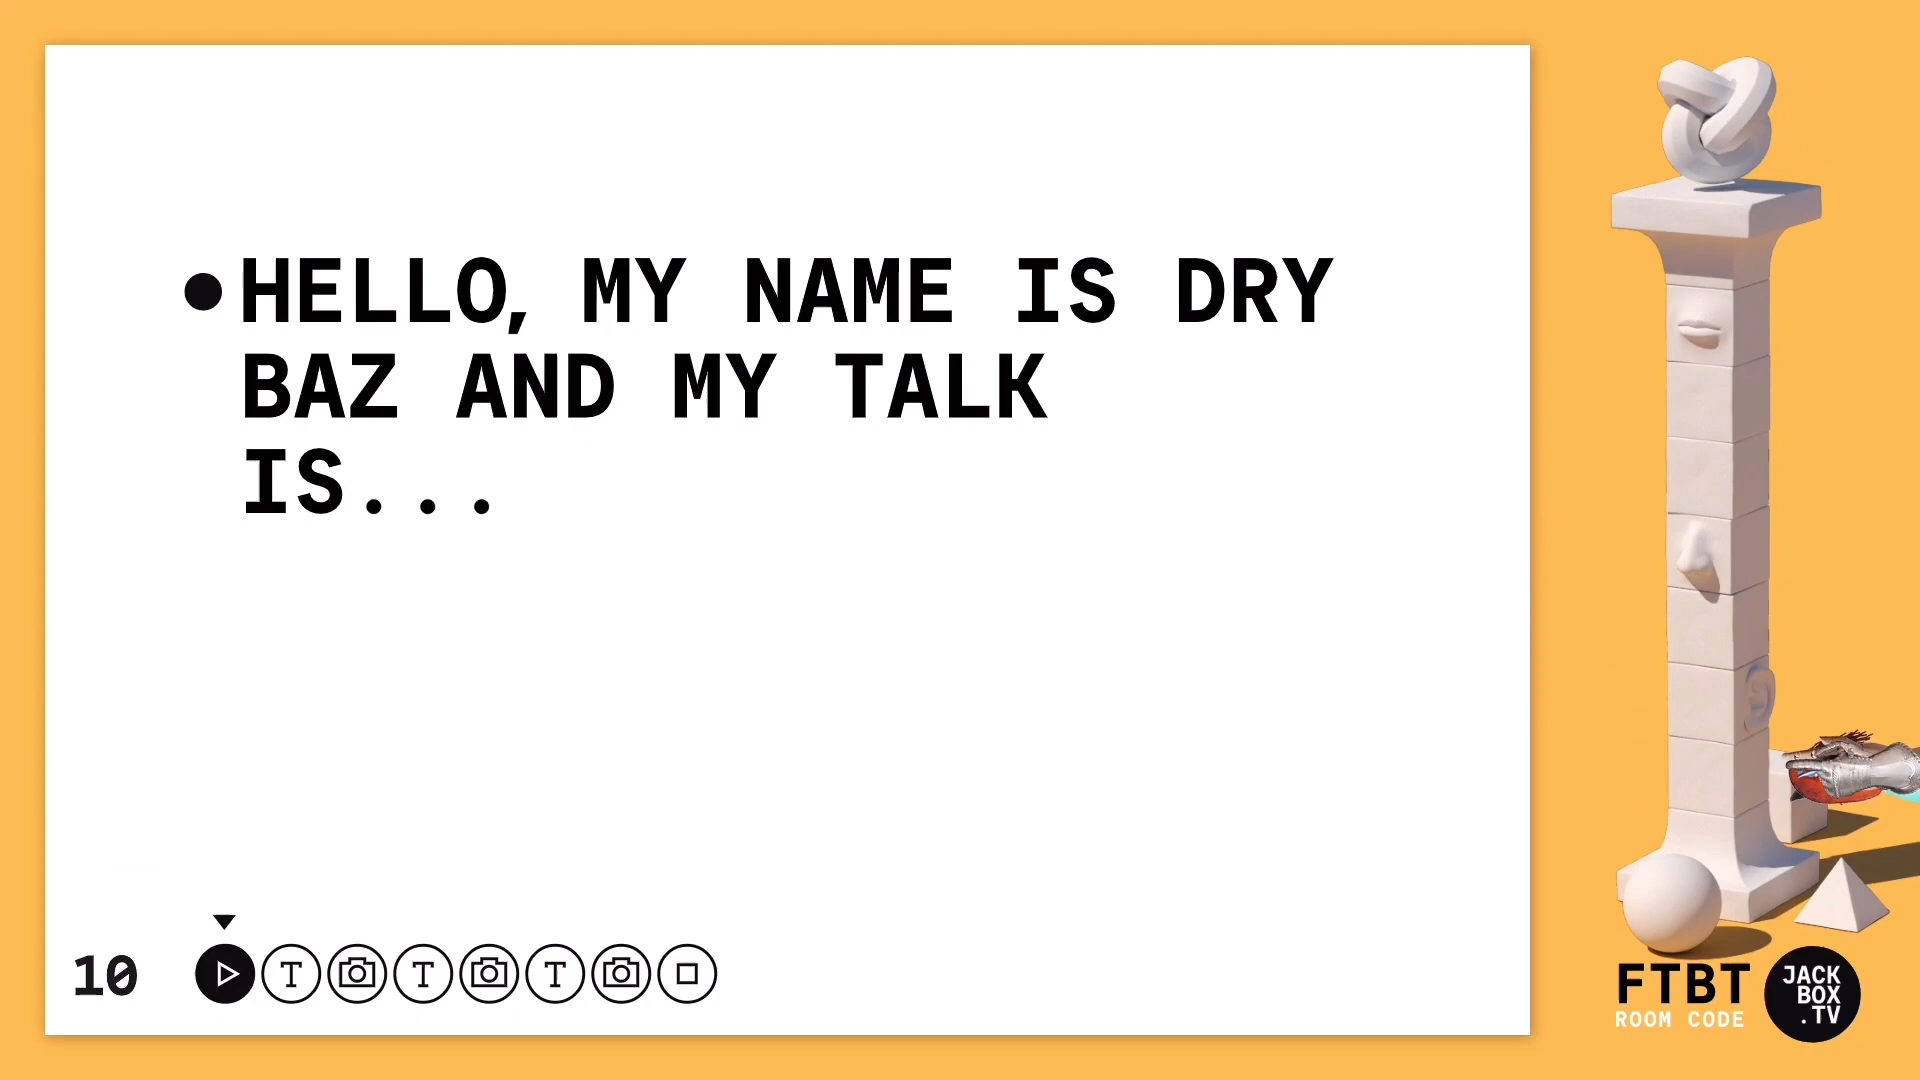 •HELLO, MY NAME IS DRY
BAZ AND MY TALK
IS...
10
T
T
T
FTBT
ROOM CODE
JACK
BOX
.TV